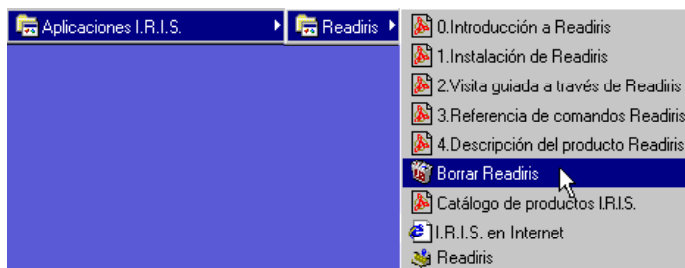 Aplicaciones I.R.I.S.
Readiris
0.Introducción a Readiris
1.Instalación de Readiris
2.Visita guiada a través de Readiris
3.Referencia de comandos Readiris
4.Descripción del producto Readiris
Borrar Readiris
Catálogo de productos I.R.I.S.
I.R.I.S. en Internet
Readiris